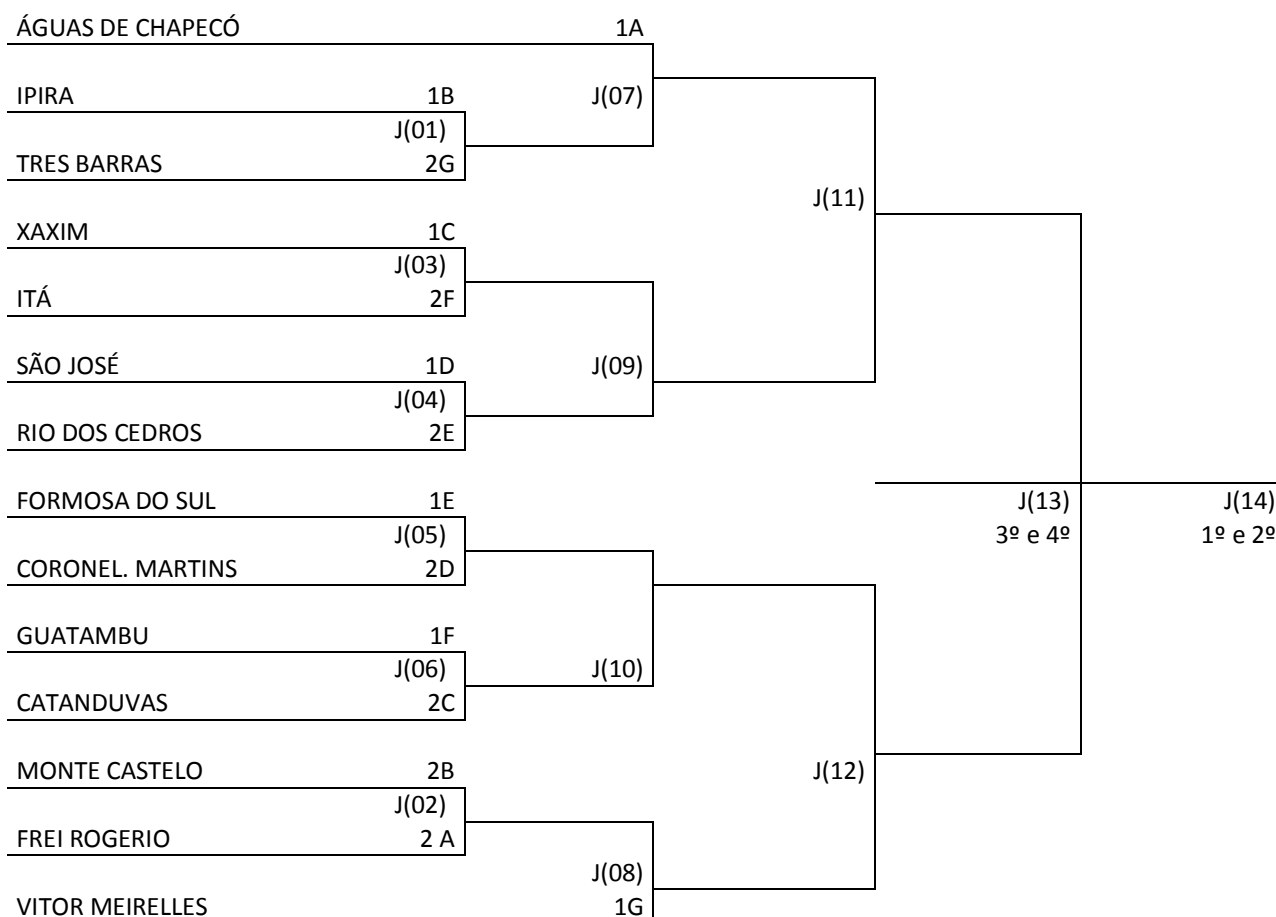 ÁGUAS DE CHAPECÓ 1A
IPIRA 1B J(07)
J(01)
TRES BARRAS 2G
J(11)
XAXIM 1C
J(03)
ITÁ 2F
SÃO JOSÉ 1D J(09)
J(04)
RIO DOS CEDROS 2E
FORMOSA DO SUL 1E J(13) J(14)
J(05) 3º e 4º 1º e 2º
CORONEL. MARTINS 2D
GUATAMBU 1F
J(06) J(10)
CATANDUVAS 2C
MONTE CASTELO 2B J(12)
J(02)
FREI ROGERIO 2 A
J(08)
VITOR MEIRELLES 1G